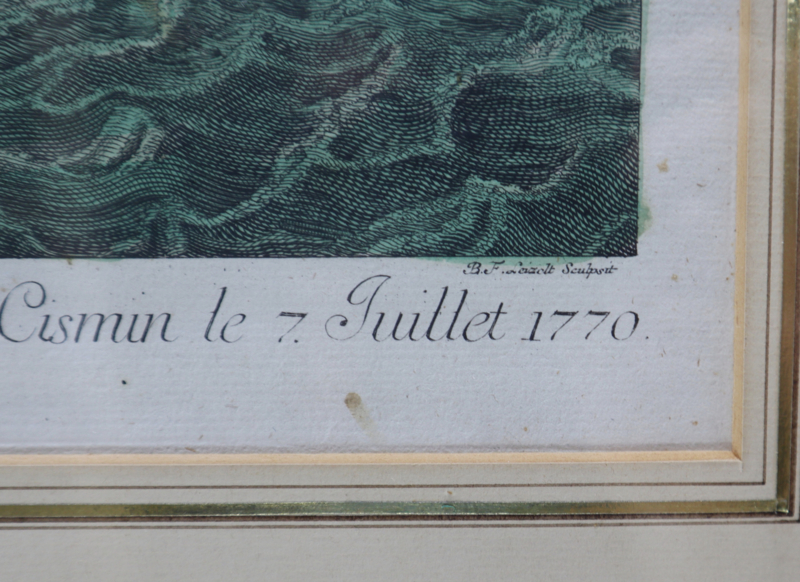 B. F. Leizelt Sculpsit
Cismin le 7. Juillet 1770.